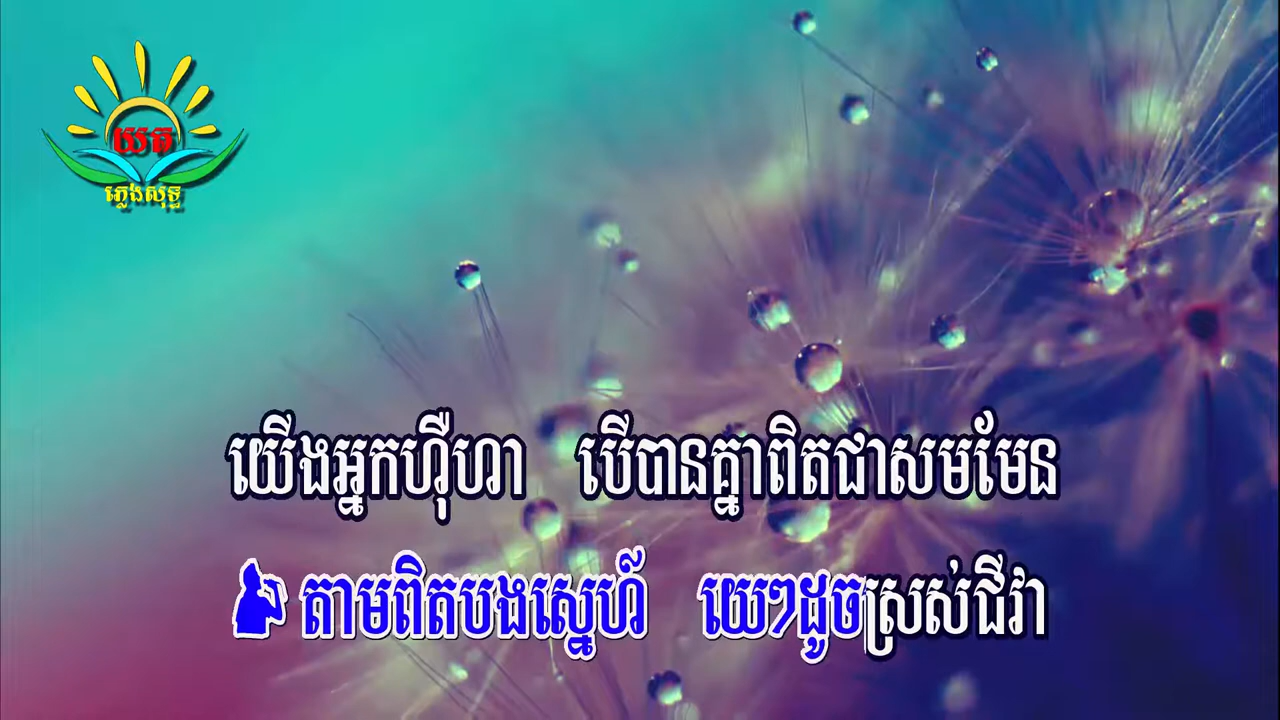 យត
ភ្លេងសុទ្ធ
យើងអ្នកហ៊ឺហា បើបានគ្នាពិតជាសមមែន
តាមពិតបងស្នេហ៍ យេៗដូចស្រស់ជីវា